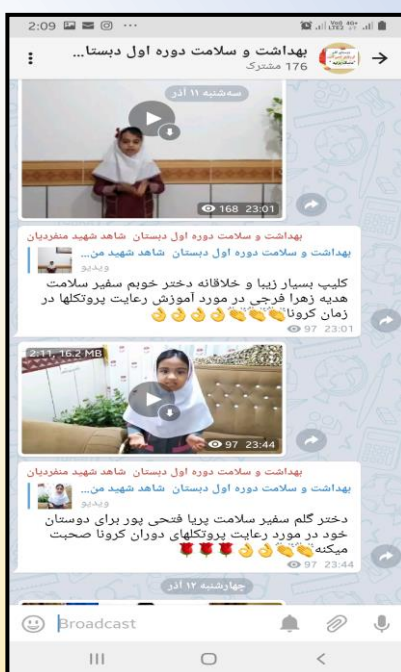 2:09
بهداشت و سلامت دوره اول دبستا...
176 مشترک
سه‌شنبه ۱۱ آذر
168 23:01
بهداشت و سلامت دوره اول دبستان شاهد شهید منفردیان
بهداشت و سلامت دوره اول دبستان شاهد شهید من...
ویدیو
کلیپ بسیار زیبا و خلاقانه دختر خوبم سفیر سلامت
هدیه زهرا فرجی در مورد آموزش رعایت پروتکلها در
زمان کرونا👏👏👏👌👌👌👌
97 23:01
2:11, 16.2 MB
97 23:44
بهداشت و سلامت دوره اول دبستان شاهد شهید منفردیان
بهداشت و سلامت دوره اول دبستان شاهد شهید من...
ویدیو
دختر گلم سفیر سلامت پریا فتحی پور برای دوستان
خود در مورد رعایت پروتکلهای دوران کرونا صحبت
میکنه👏👏👌👌🌹🌹🌹
97 23:44
چهارشنبه ۱۲ آذر
Broadcast